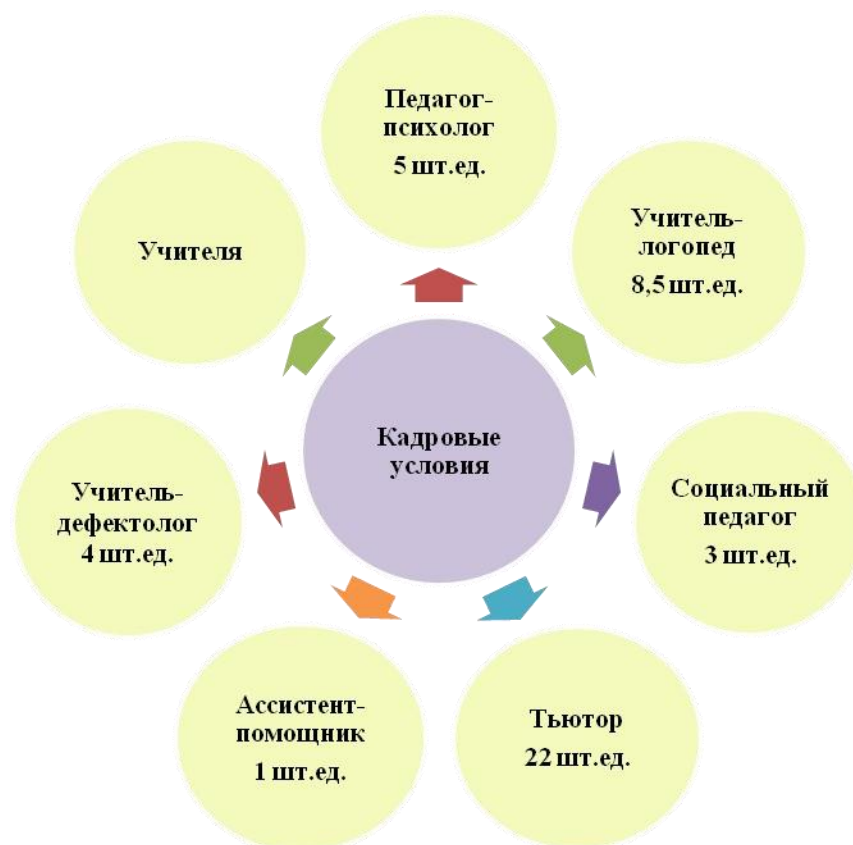 Педагог-
психолог
5 шт.ед.
Учитель-
логопед
8,5 шт.ед.
Социальный
педагог
3 шт.ед.
Тьютор
22 шт.ед.
Ассистент-
помощник
1 шт.ед.
Учитель-
дефектолог
4 шт.ед.
Учителя
Кадровые
условия